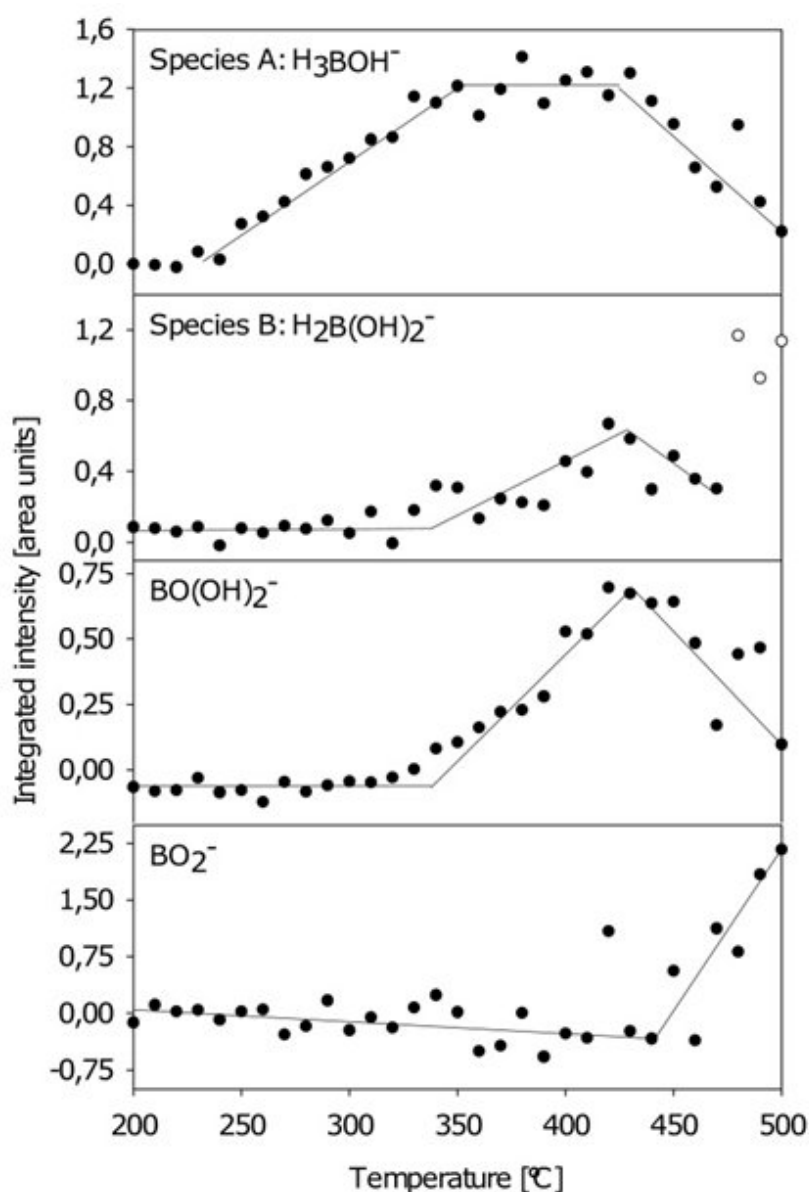 1,6
Species A: H₃BOH⁻
1,2
0,8
0,4
0,0
Species B: H₂B(OH)₂⁻
1,2
0,8
0,4
0,0
0,75
BO(OH)₂⁻
0,50
0,25
0,00
2,25
BO₂⁻
1,50
0,75
0,00
-0,75
200 250 300 350 400 450 500
Temperature [℃]
Integrated intensity [area units]